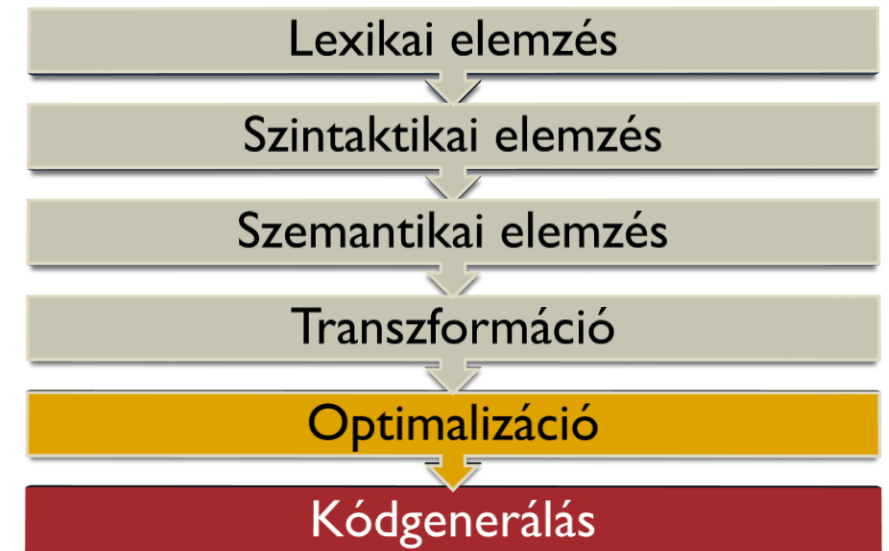 Lexikai elemzés
Szintaktikai elemzés
Szemantikai elemzés
Transzformáció
Optimalizáció
Kódgenerálás